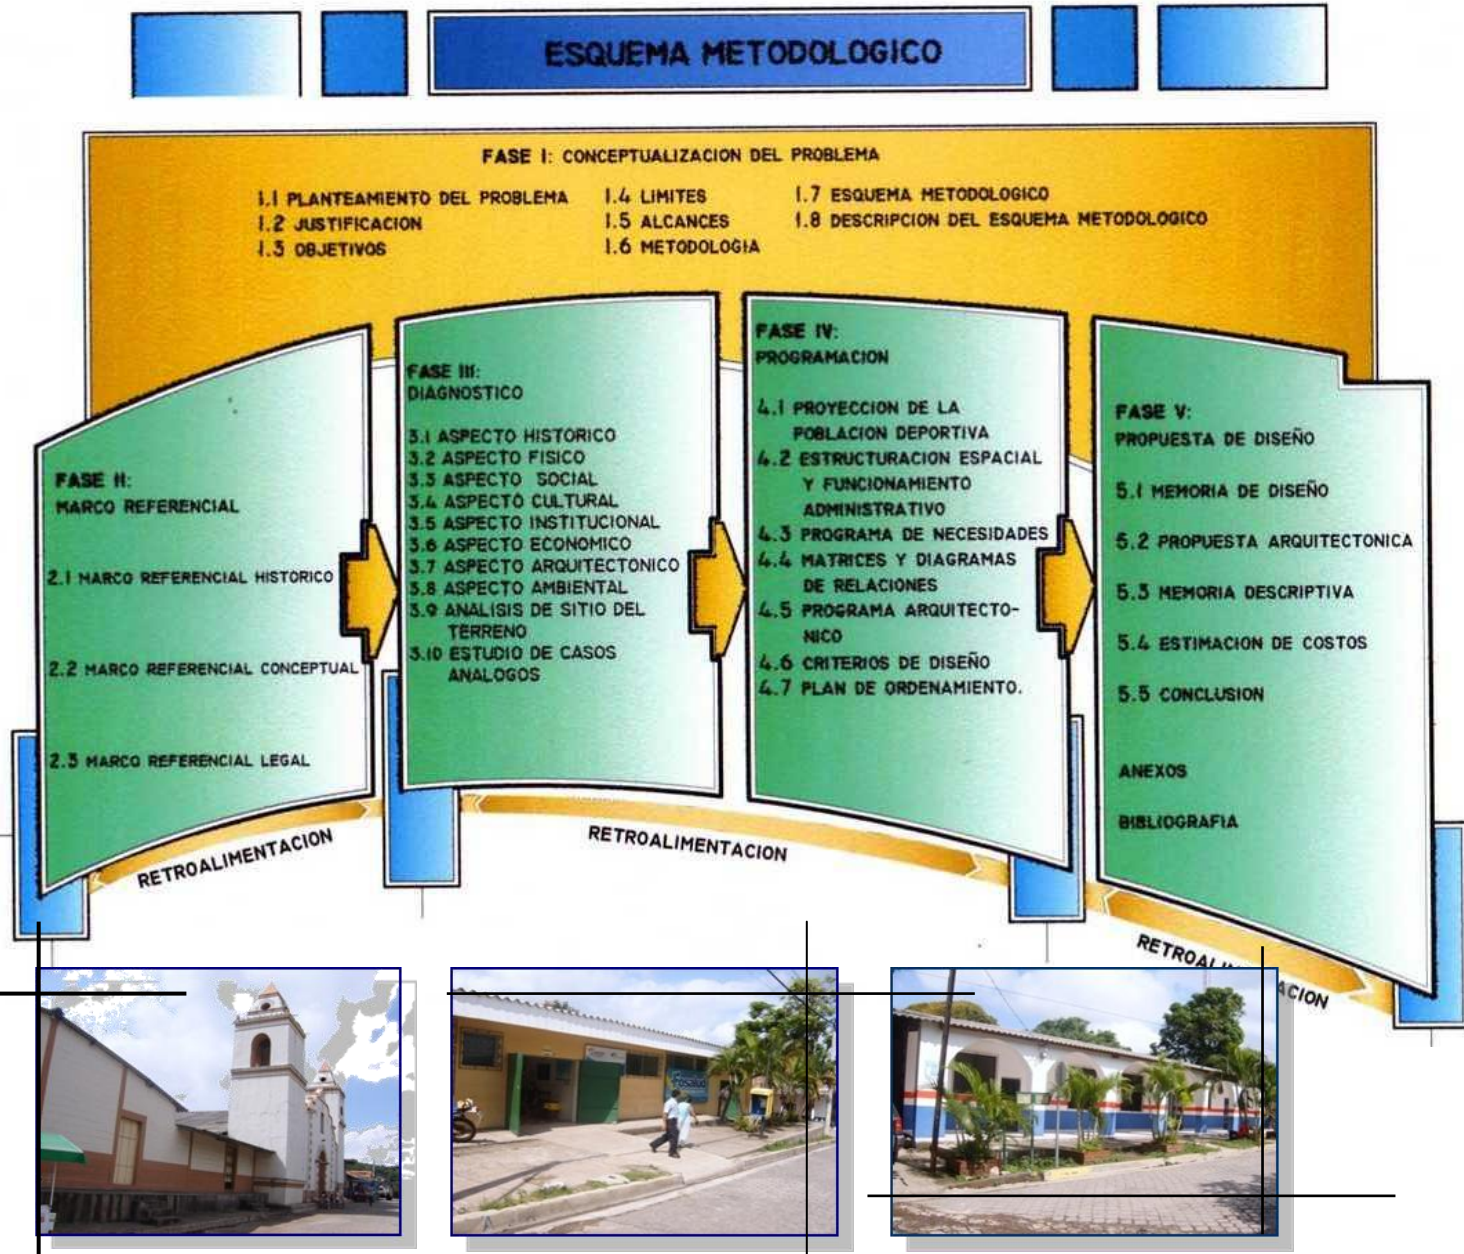 ESQUEMA METODOLOGICO
FASE I: CONCEPTUALIZACION DEL PROBLEMA
1.1 PLANTEAMIENTO DEL PROBLEMA
1.2 JUSTIFICACION
1.3 OBJETIVOS
1.4 LIMITES
1.5 ALCANCES
1.6 METODOLOGIA
1.7 ESQUEMA METODOLOGICO
1.8 DESCRIPCION DEL ESQUEMA METODOLOGICO
FASE II:
MARCO REFERENCIAL
2.1 MARCO REFERENCIAL HISTORICO
2.2 MARCO REFERENCIAL CONCEPTUAL
2.3 MARCO REFERENCIAL LEGAL
FASE III:
DIAGNOSTICO
3.1 ASPECTO HISTORICO
3.2 ASPECTO FISICO
3.3 ASPECTO SOCIAL
3.4 ASPECTO CULTURAL
3.5 ASPECTO INSTITUCIONAL
3.6 ASPECTO ECONOMICO
3.7 ASPECTO ARQUITECTONICO
3.8 ASPECTO AMBIENTAL
3.9 ANALISIS DE SITIO DEL
TERRENO
3.10 ESTUDIO DE CASOS
ANALOGOS
FASE IV:
PROGRAMACION
4.1 PROYECCION DE LA
POBLACION DEPORTIVA
4.2 ESTRUCTURACION ESPACIAL
Y FUNCIONAMIENTO
ADMINISTRATIVO
4.3 PROGRAMA DE NECESIDADES
4.4 MATRICES Y DIAGRAMAS
DE RELACIONES
4.5 PROGRAMA ARQUITECTO-
NICO
4.6 CRITERIOS DE DISEÑO
4.7 PLAN DE ORDENAMIENTO.
FASE V:
PROPUESTA DE DISEÑO
5.1 MEMORIA DE DISEÑO
5.2 PROPUESTA ARQUITECTONICA
5.3 MEMORIA DESCRIPTIVA
5.4 ESTIMACION DE COSTOS
5.5 CONCLUSION
ANEXOS
BIBLIOGRAFIA
RETROALIMENTACION
RETROALIMENTACION
RETROALIMENTACION
Fosalud